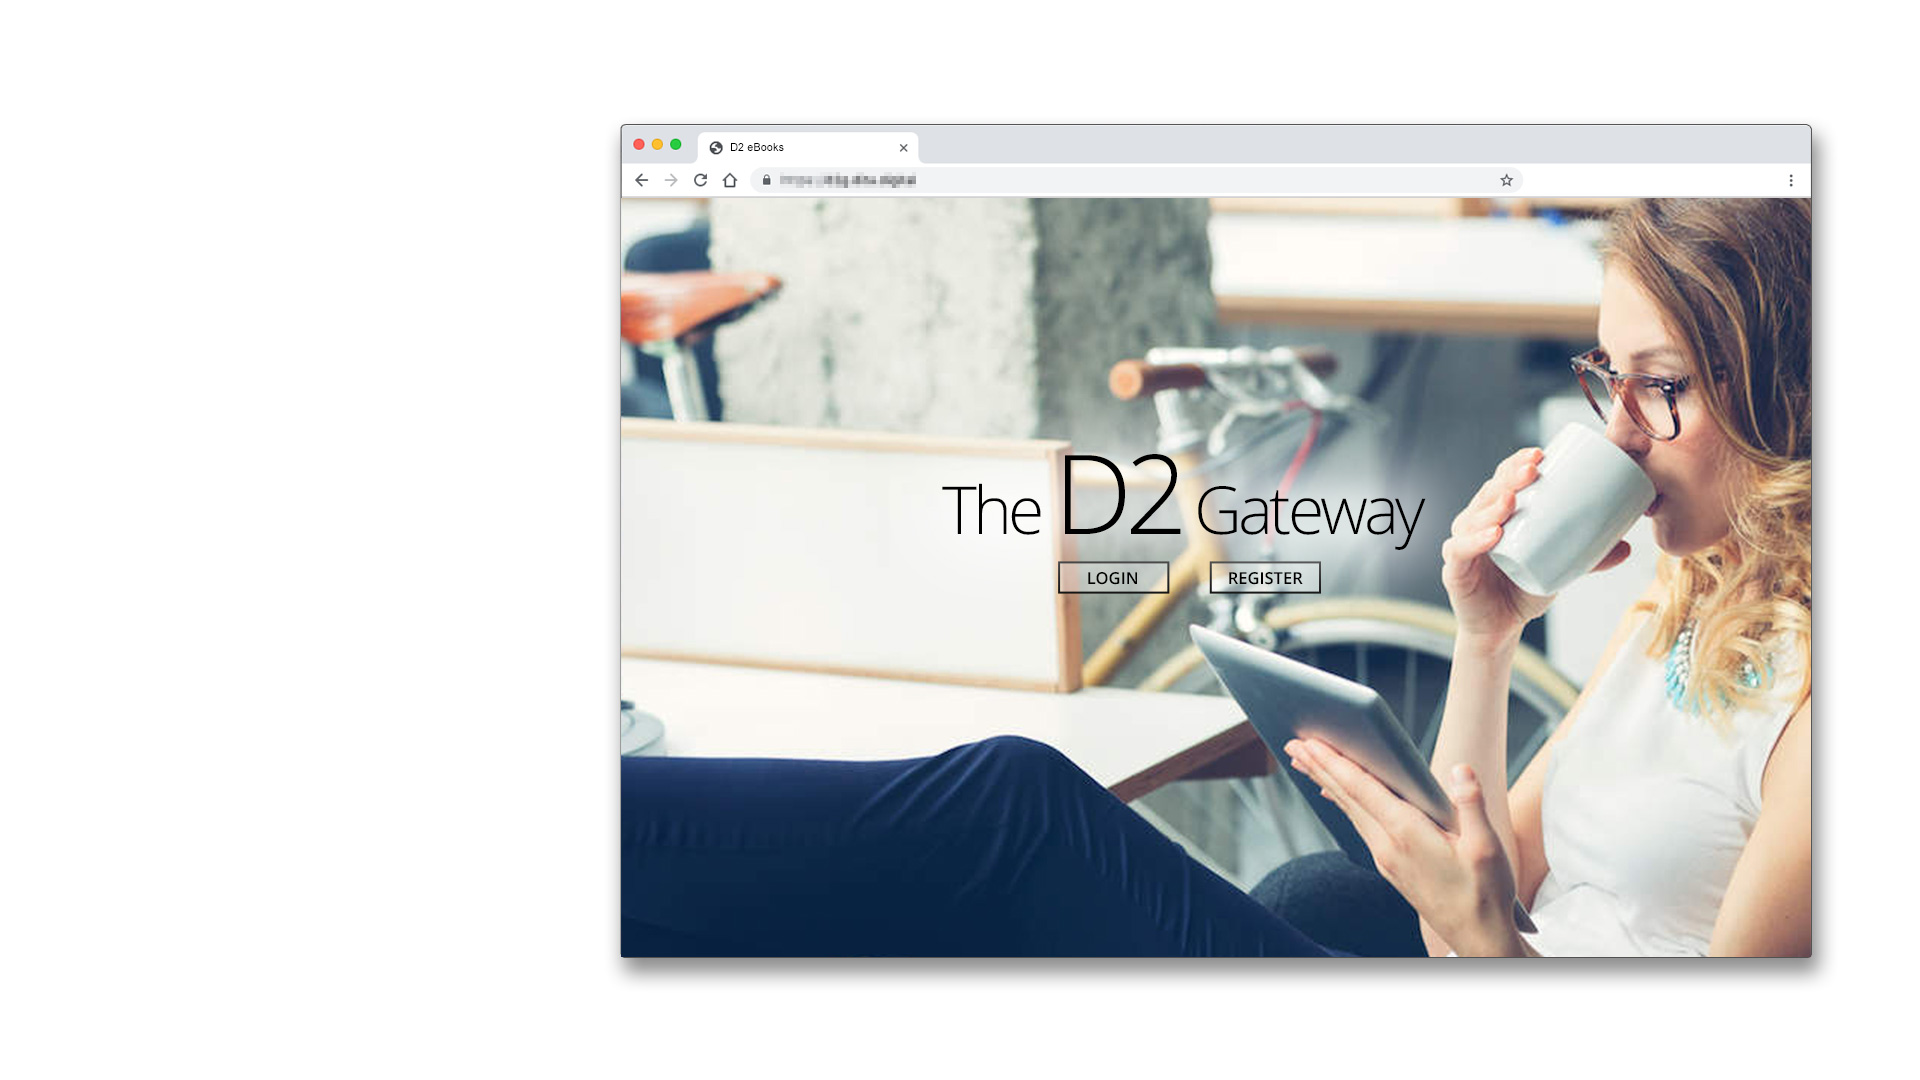 D2 eBooks
The D2 Gateway
LOGIN
REGISTER